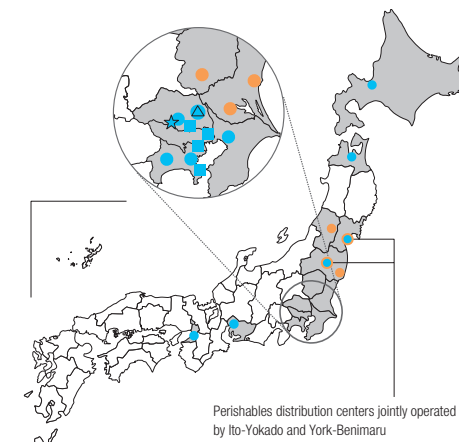 Perishables distribution centers jointly operated
by Ito-Yokado and York-Benimaru